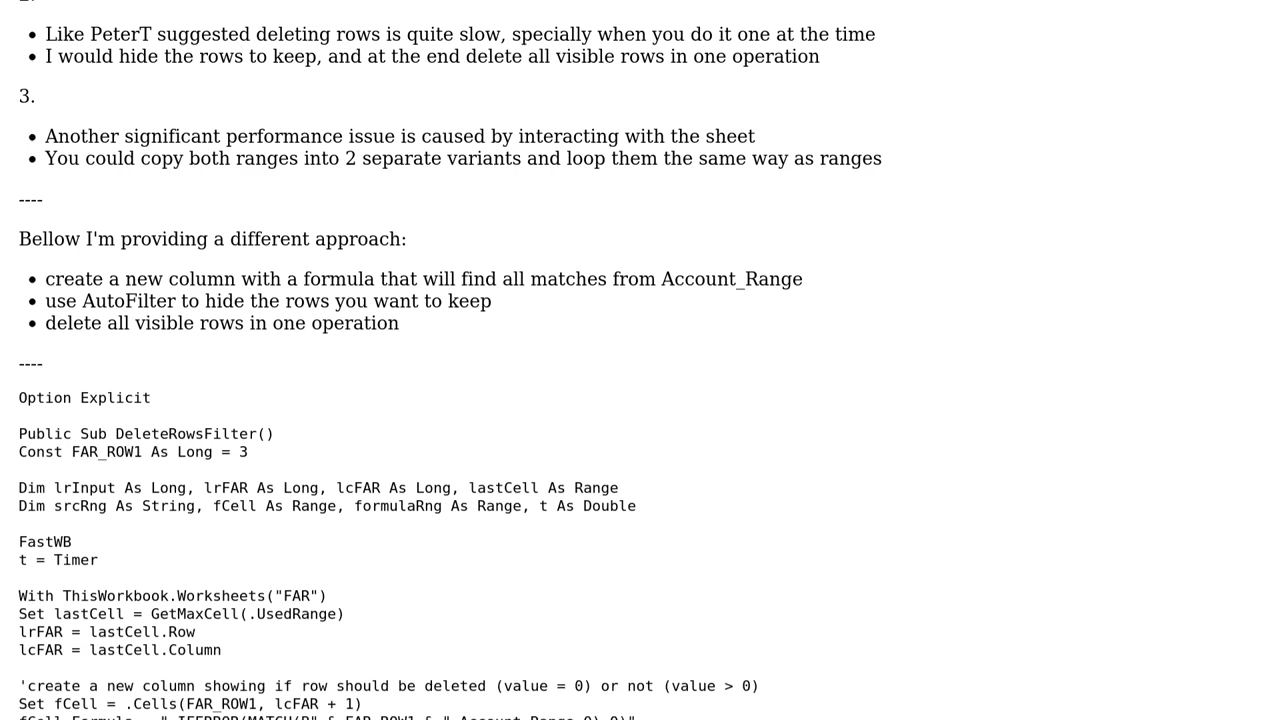 • Like PeterT suggested deleting rows is quite slow, specially when you do it one at the time
• I would hide the rows to keep, and at the end delete all visible rows in one operation
3.
• Another significant performance issue is caused by interacting with the sheet
• You could copy both ranges into 2 separate variants and loop them the same way as ranges
----
Bellow I'm providing a different approach:
• create a new column with a formula that will find all matches from Account_Range
• use AutoFilter to hide the rows you want to keep
• delete all visible rows in one operation
----
Option Explicit
Public Sub DeleteRowsFilter()
Const FAR_ROW1 As Long = 3
Dim lrInput As Long, lrFAR As Long, lcFAR As Long, lastCell As Range
Dim srcRng As String, fCell As Range, formulaRng As Range, t As Double
FastWB
t = Timer
With ThisWorkbook.Worksheets("FAR")
Set lastCell = GetMaxCell(.UsedRange)
lrFAR = lastCell.Row
lcFAR = lastCell.Column
'create a new column showing if row should be deleted (value = 0) or not (value > 0)
Set fCell = .Cells(FAR_ROW1, lcFAR + 1)